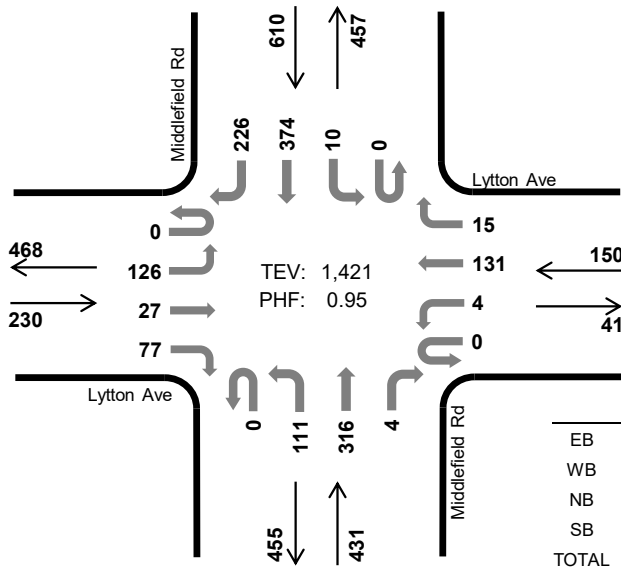 610
457
Middlefield Rd
226
374
10
0
Lytton Ave
0
15
468
126
TEV: 1,421
131
150
230
27
PHF: 0.95
4
41
77
0
Lytton Ave
0
111
316
4
Middlefield Rd
EB
WB
NB
SB
TOTAL
455
431